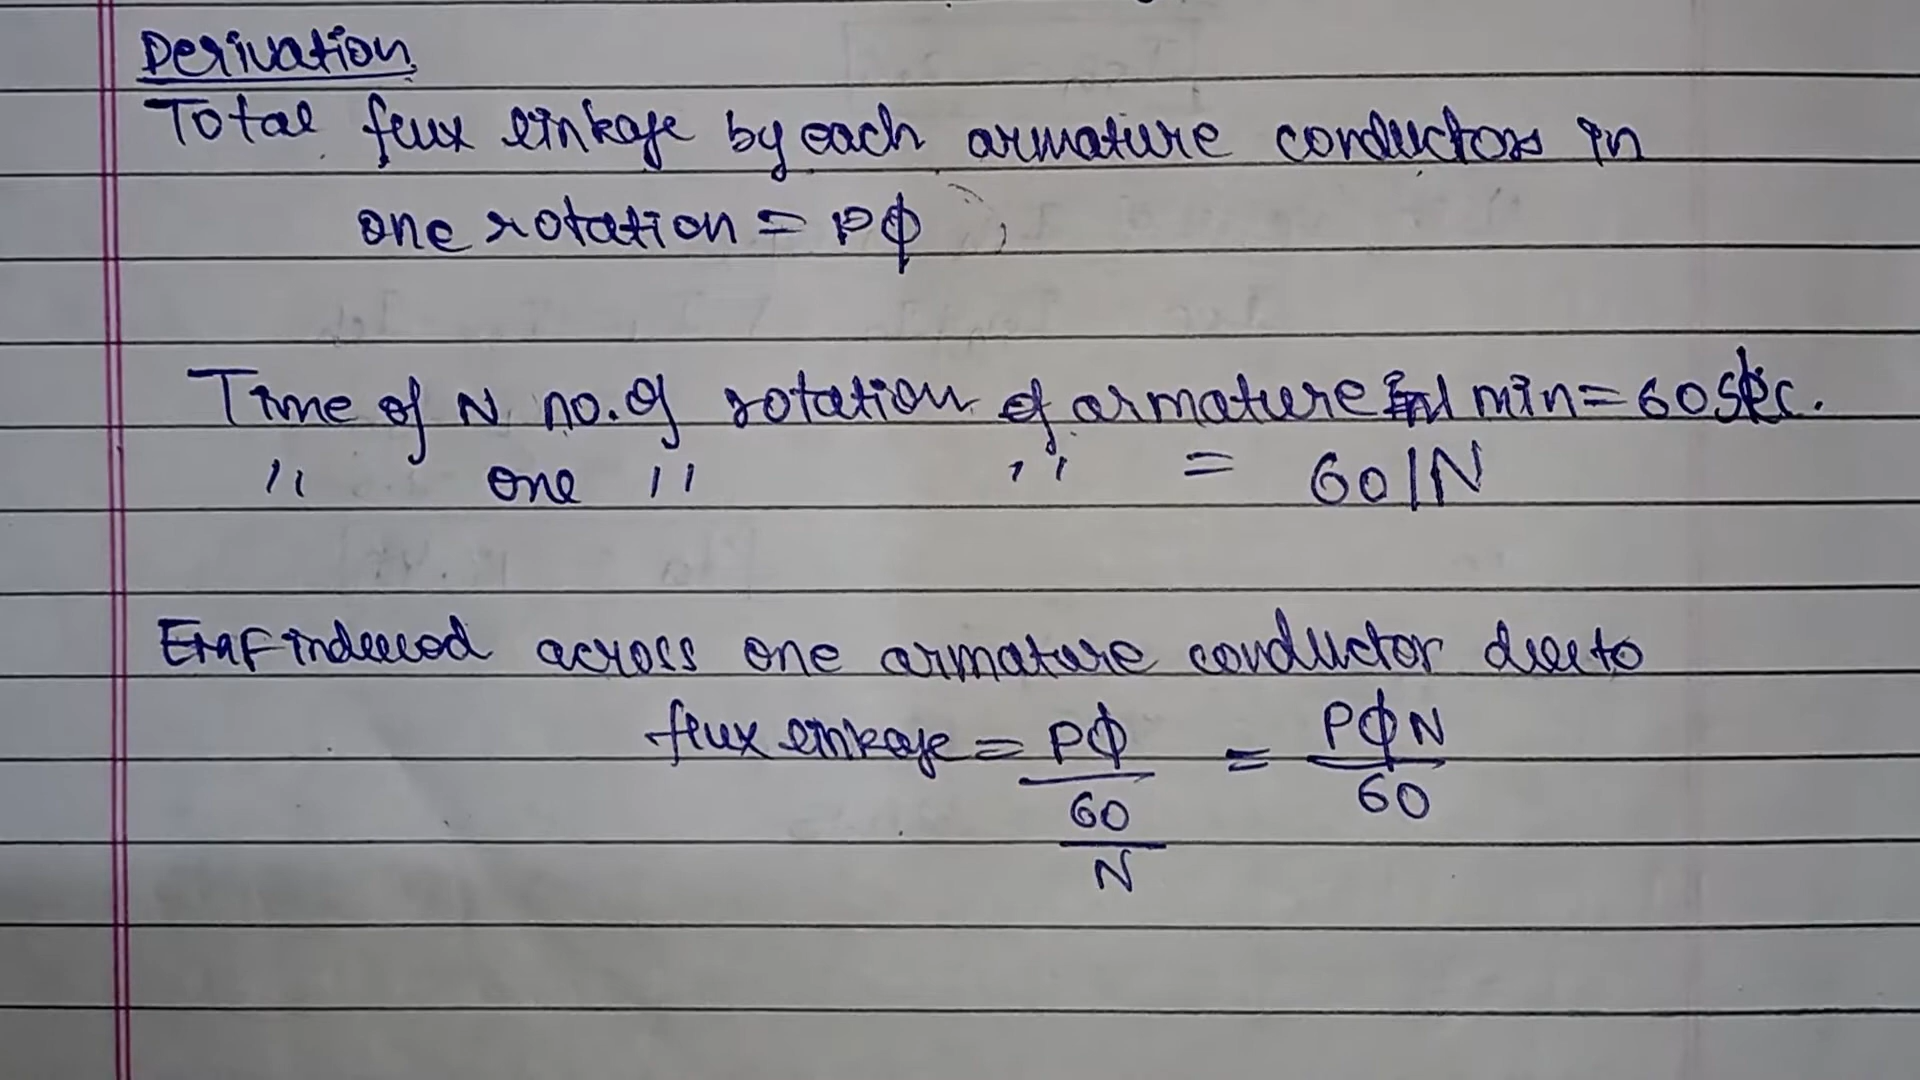 Derivation
Total flux linkage by each armature conductors in
one rotation = PΦ
Time of N no. of rotation of armature in 1 min = 60 sec.
" one " " = 60/N
Emf induced across one armature conductor due to
flux linkage = PΦ/(60/N) = PΦN/60